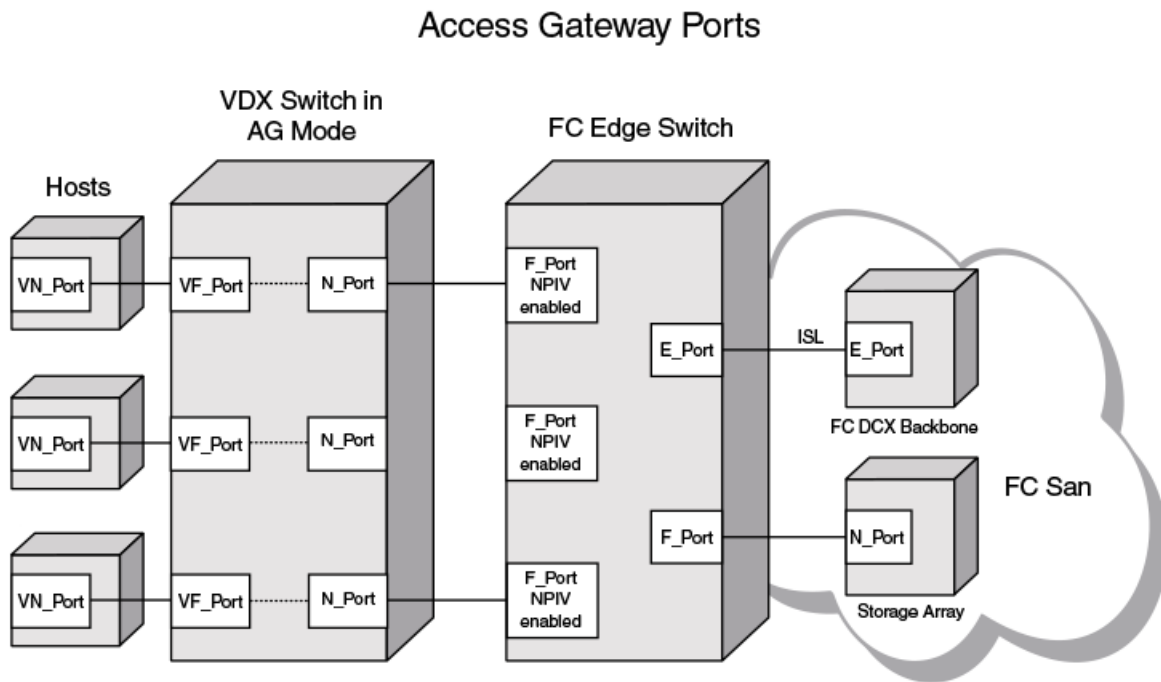 Access Gateway Ports
VDX Switch in
AG Mode
FC Edge Switch
Hosts
VN_Port
VF_Port
N_Port
F_Port
NPIV
enabled
E_Port
ISL
E_Port
FC DCX Backbone
VN_Port
VF_Port
N_Port
F_Port
NPIV
enabled
FC San
F_Port
N_Port
Storage Array
VN_Port
VF_Port
N_Port
F_Port
NPIV
enabled